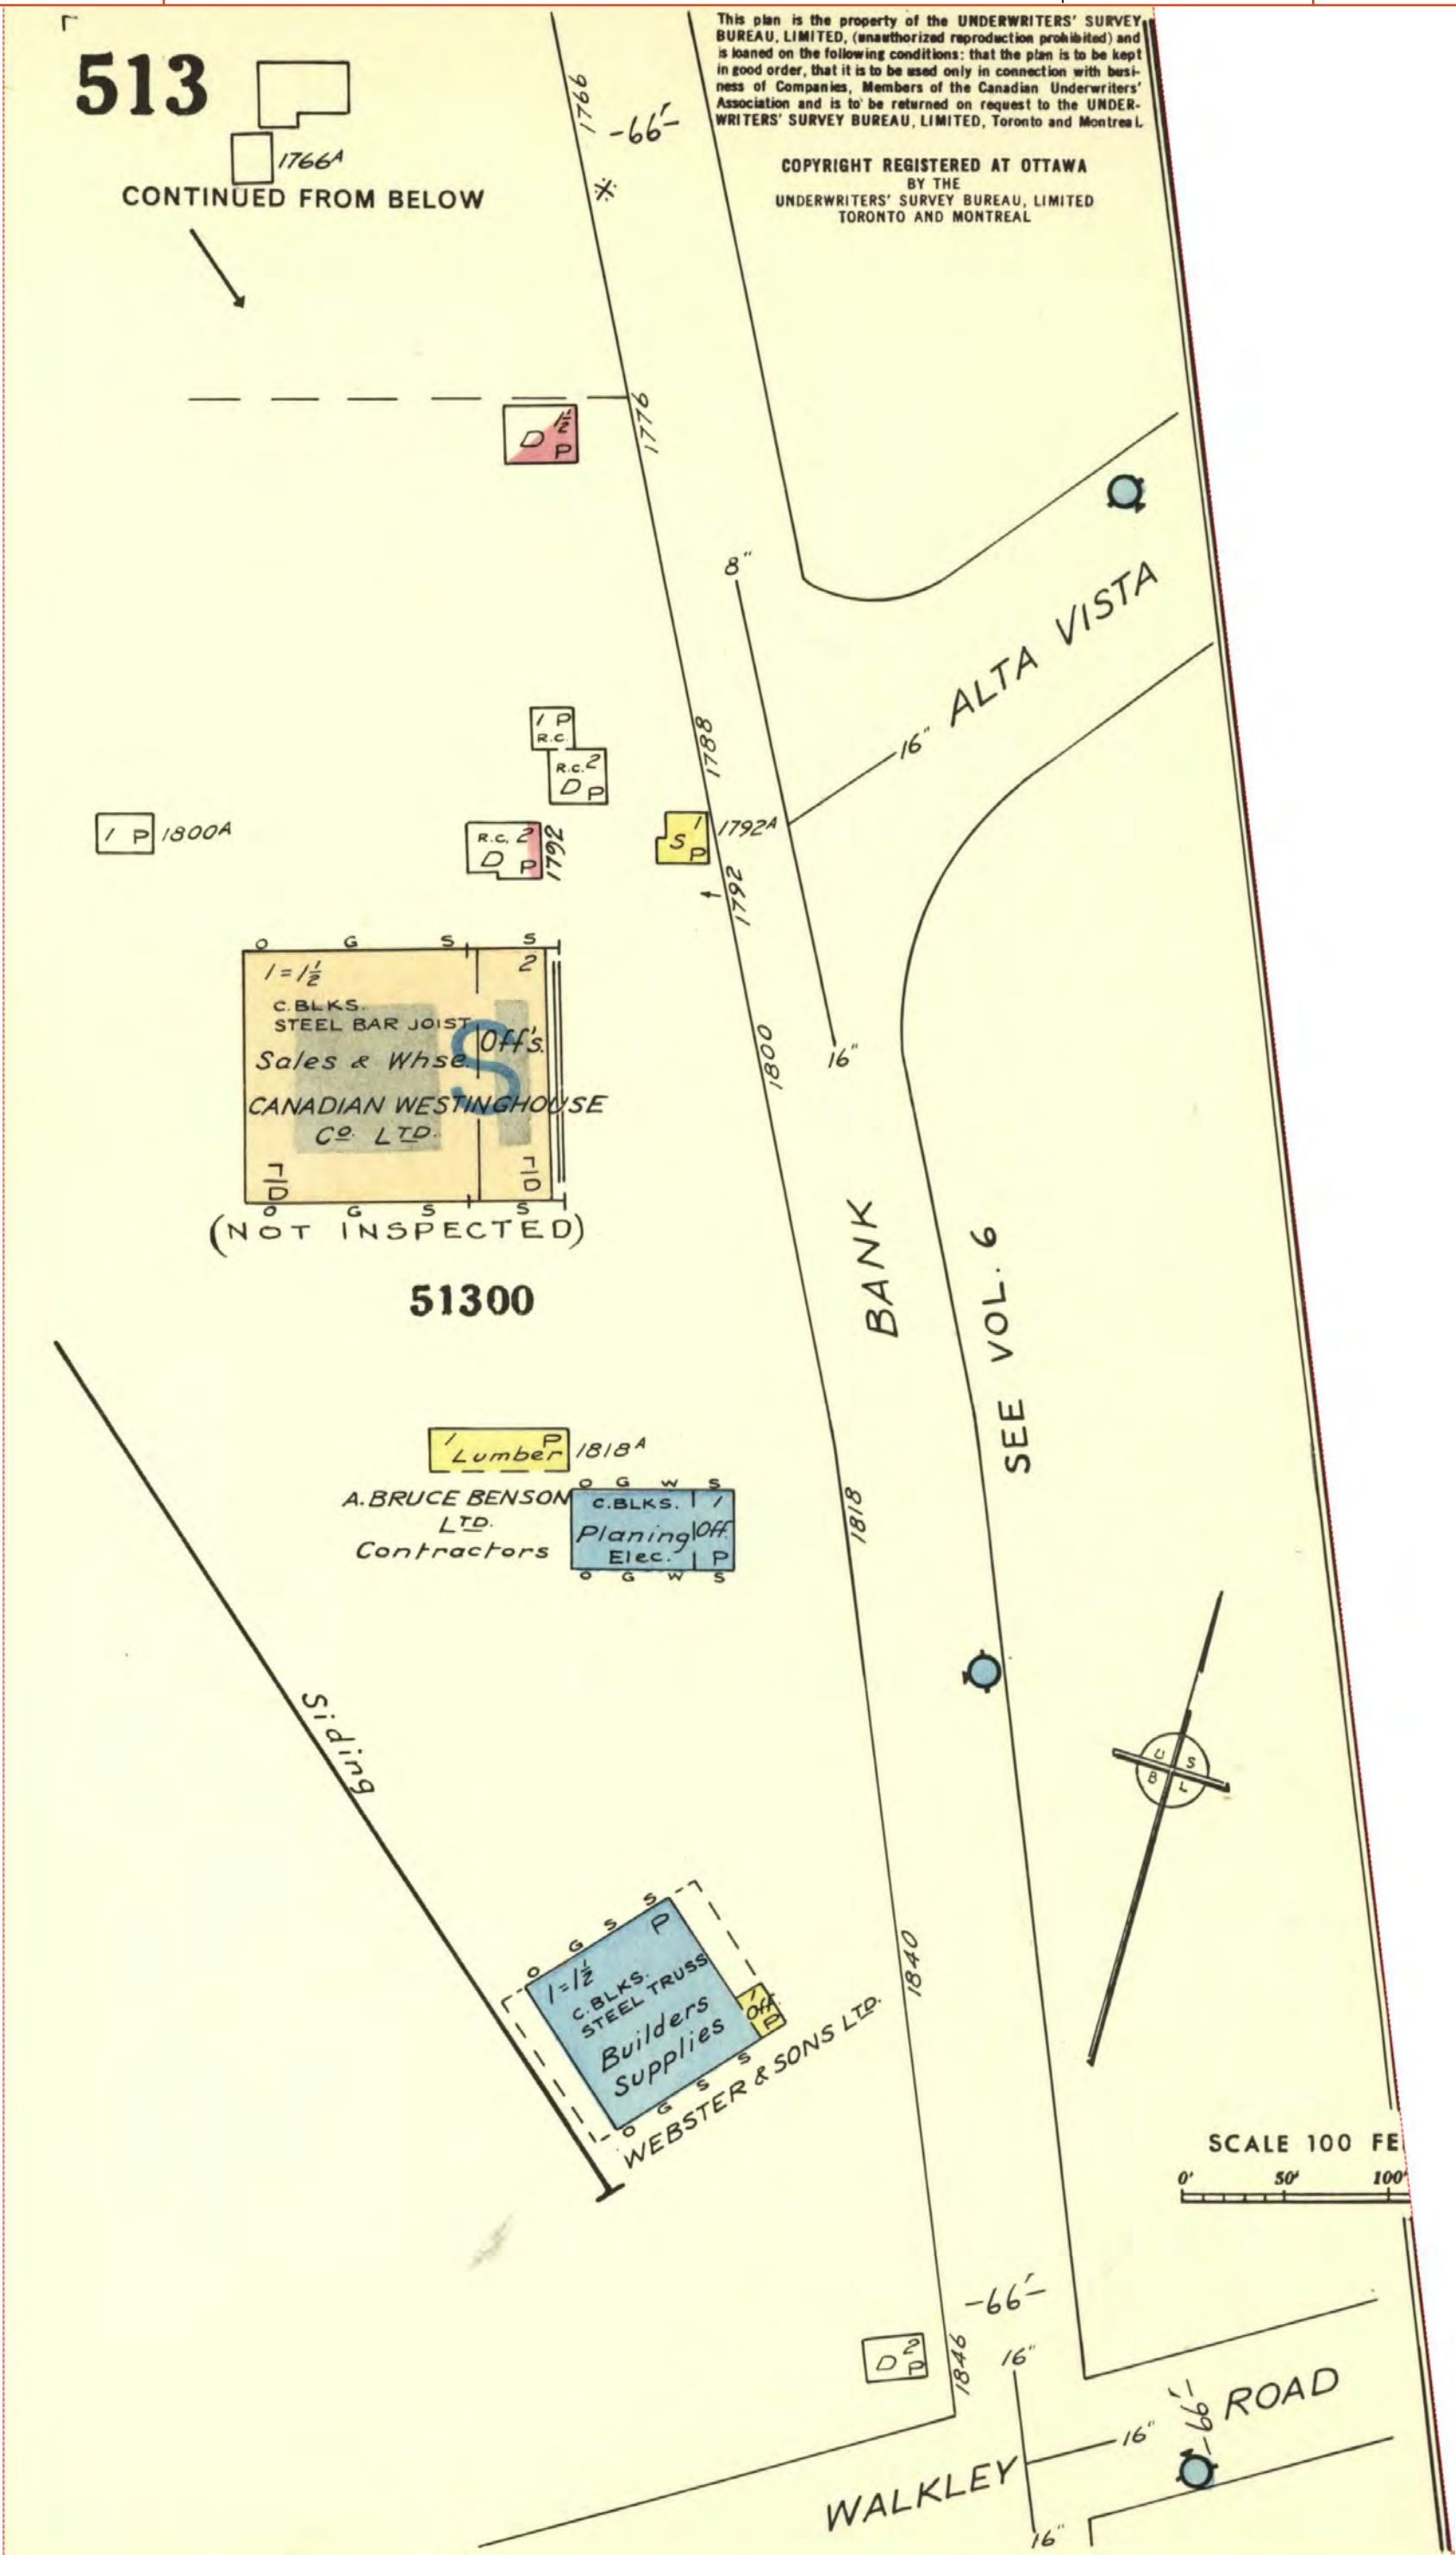 This plan is the property of the UNDERWRITERS' SURVEY
BUREAU, LIMITED, (unauthorized reproduction prohibited) and
is loaned on the following conditions: that the plan is to be kept
in good order, that it is to be used only in connection with busi-
ness of Companies, Members of the Canadian Underwriters'
Association and is to be returned on request to the UNDER-
WRITERS' SURVEY BUREAU, LIMITED, Toronto and Montreal.
COPYRIGHT REGISTERED AT OTTAWA
BY THE
UNDERWRITERS' SURVEY BUREAU, LIMITED
TORONTO AND MONTREAL
513
1766A
CONTINUED FROM BELOW
1766
-66'-
1776
1½
D P
8"
ALTA VISTA
16"
1 P
R.C.
R.C. 2
D P
1788
1 P 1800A
R.C. 2
D P
1792
1
S P
1792A
1792
O G S S
1=1½
2
C.BLKS.
STEEL BAR JOIST
Sales & Whse.
Off's.
S
CANADIAN WESTINGHOUSE
CO. LTD.
O G S S
(NOT INSPECTED)
51300
1800
16"
BANK
SEE VOL. 6
1 P
Lumber
1818A
A.BRUCE BENSON
LTD.
Contractors
O G W S
C.BLKS. 1
Planing Off.
Elec. P
O G W S
1818
Siding
U S
B L
O G S S
P
1=1½
C.BLKS.
STEEL TRUSS
Builders
Supplies
1
Off.
P
O G S S
WEBSTER & SONS LTD.
1840
SCALE 100 FE
0' 50' 100'
-66'-
2
D P
1846
16"
16"
-66'-
WALKLEY ROAD
16"